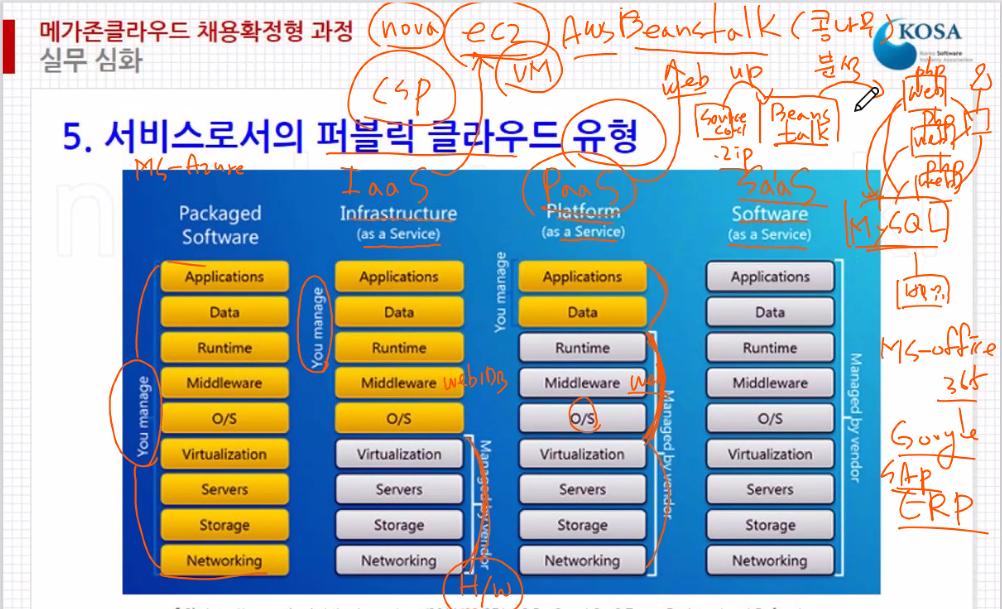 메가존클라우드 채용확정형 과정
실무 심화
nova ec2 Aws Beanstalk (콩나무)
KOSA
CSP VM
Web up 분석
source code .zip
Beans talk
php web
php web
php web
MySQL
5. 서비스로서의 퍼블릭 클라우드 유형
MS-Azure
IaaS PaaS SaaS
Packaged Software
Infrastructure (as a Service)
Platform (as a Service)
Software (as a Service)
You manage
Applications
Data
Runtime
Middleware
O/S
Virtualization
Servers
Storage
Networking
You manage
Applications
Data
Runtime
Middleware web/DB
O/S
Virtualization
Servers
Storage
Networking
Managed by vendor
H/W
You manage
Applications
Data
Runtime
Middleware
O/S
Virtualization
Servers
Storage
Networking
Managed by vendor
Applications
Data
Runtime
Middleware
O/S
Virtualization
Servers
Storage
Networking
Managed by vendor
MS-office
365
Google
SAP
ERP